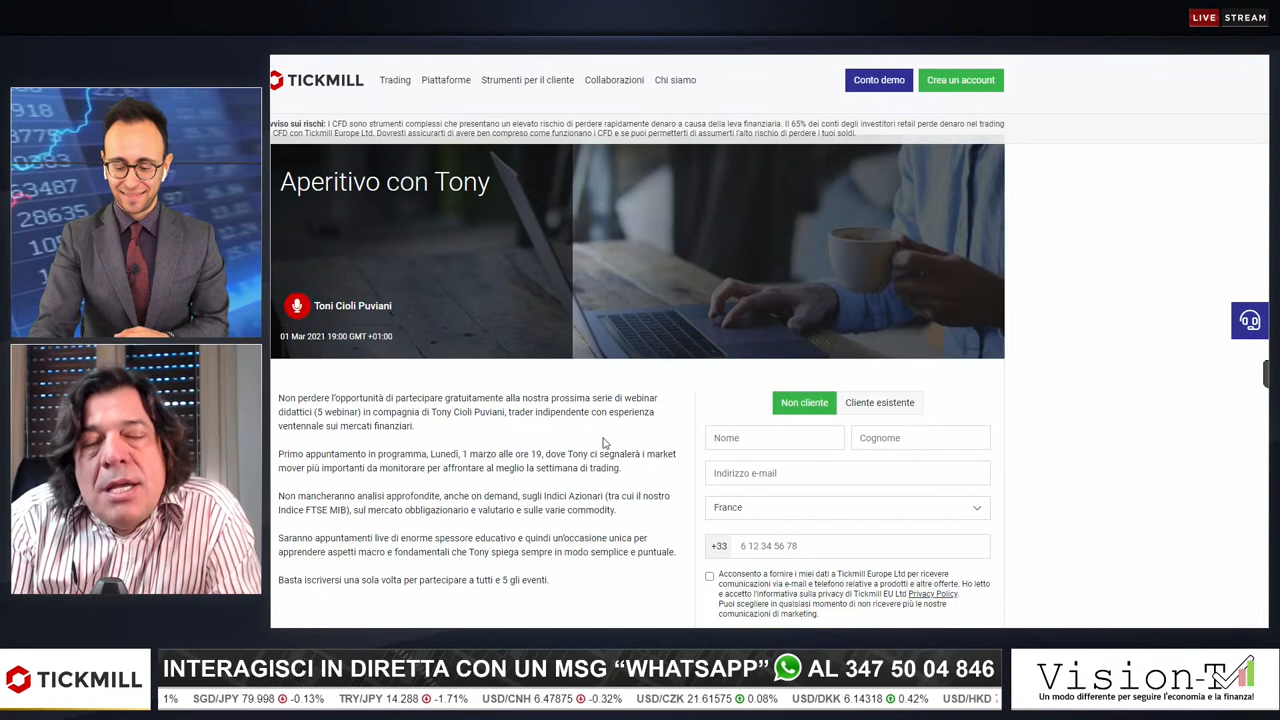 LIVE STREAM
TICKMILL
Trading
Piattaforme
Strumenti per il cliente
Collaborazioni
Chi siamo
Conto demo
Crea un account
vviso sui rischi: I CFD sono strumenti complessi che presentano un elevato rischio di perdere rapidamente denaro a causa della leva finanziaria. Il 65% dei conti degli investitori retail perde denaro nel trading
CFD con Tickmill Europe Ltd. Dovresti assicurarti di avere ben compreso come funzionano i CFD e se puoi permetterti di assumerti l'alto rischio di perdere i tuoi soldi.
Aperitivo con Tony
Toni Cioli Puviani
01 Mar 2021 19:00 GMT +01:00
Non perdere l'opportunità di partecipare gratuitamente alla nostra prossima serie di webinar
didattici (5 webinar) in compagnia di Tony Cioli Puviani, trader indipendente con esperienza
ventennale sui mercati finanziari.
Primo appuntamento in programma, Lunedì, 1 marzo alle ore 19, dove Tony ci segnalerà i market
mover più importanti da monitorare per affrontare al meglio la settimana di trading.
Non mancheranno analisi approfondite, anche on demand, sugli Indici Azionari (tra cui il nostro
Indice FTSE MIB), sul mercato obbligazionario e valutario e sulle varie commodity.
Saranno appuntamenti live di enorme spessore educativo e quindi un'occasione unica per
apprendere aspetti macro e fondamentali che Tony spiega sempre in modo semplice e puntuale.
Basta iscriversi una sola volta per partecipare a tutti e 5 gli eventi.
Non cliente
Cliente esistente
Nome
Cognome
Indirizzo e-mail
France
+33 6 12 34 56 78
Acconsento a fornire i miei dati a Tickmill Europe Ltd per ricevere
comunicazioni via e-mail e telefono relative a prodotti e altre offerte. Ho letto
e accetto l'informativa sulla privacy di Tickmill EU Ltd Privacy Policy.
Puoi scegliere in qualsiasi momento di non ricevere più le nostre
comunicazioni di marketing.
22.67
918
8775
63487
28635
TICKMILL
INTERAGISCI IN DIRETTA CON UN MSG “WHATSAPP” AL 347 50 04 846
1% SGD/JPY 79.998 -0.13% TRY/JPY 14.288 -1.71% USD/CNH 6.47875 -0.32% USD/CZK 21.61575 0.08% USD/DKK 6.14318 0.42% USD/HKD
Vision-T
Un modo differente per seguire l'economia e la finanza!